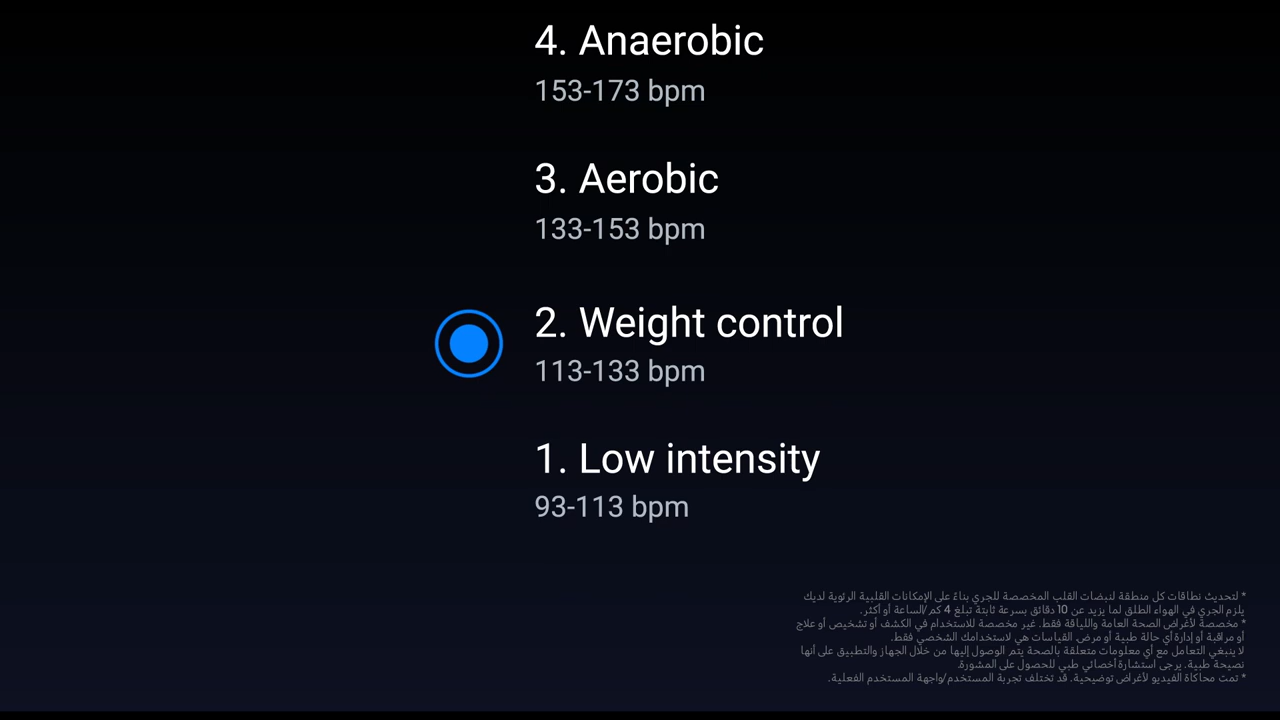 4. Anaerobic
153-173 bpm
3. Aerobic
133-153 bpm
2. Weight control
113-133 bpm
1. Low intensity
93-113 bpm
* لتحديث نطاقات كل منطقة لنبضات القلب المخصصة للجري بناءً على الإمكانات القلبية الرئوية لديك
يلزم الجري في الهواء الطلق لما يزيد عن 10 دقائق بسرعة ثابتة تبلغ 4 كم/الساعة أو أكثر.
* مخصصة لأغراض الصحة العامة واللياقة فقط. غير مخصصة للاستخدام في الكشف أو تشخيص أو علاج
أو مراقبة أو إدارة أي حالة طبية أو مرض. القياسات هي لاستخدامك الشخصي فقط.
لا ينبغي التعامل مع أي معلومات متعلقة بالصحة يتم الوصول إليها من خلال الجهاز والتطبيق على أنها
نصيحة طبية. يرجى استشارة أخصائي طبي للحصول على المشورة.
* تمت محاكاة الفيديو لأغراض توضيحية. قد تختلف تجربة المستخدم/واجهة المستخدم الفعلية.